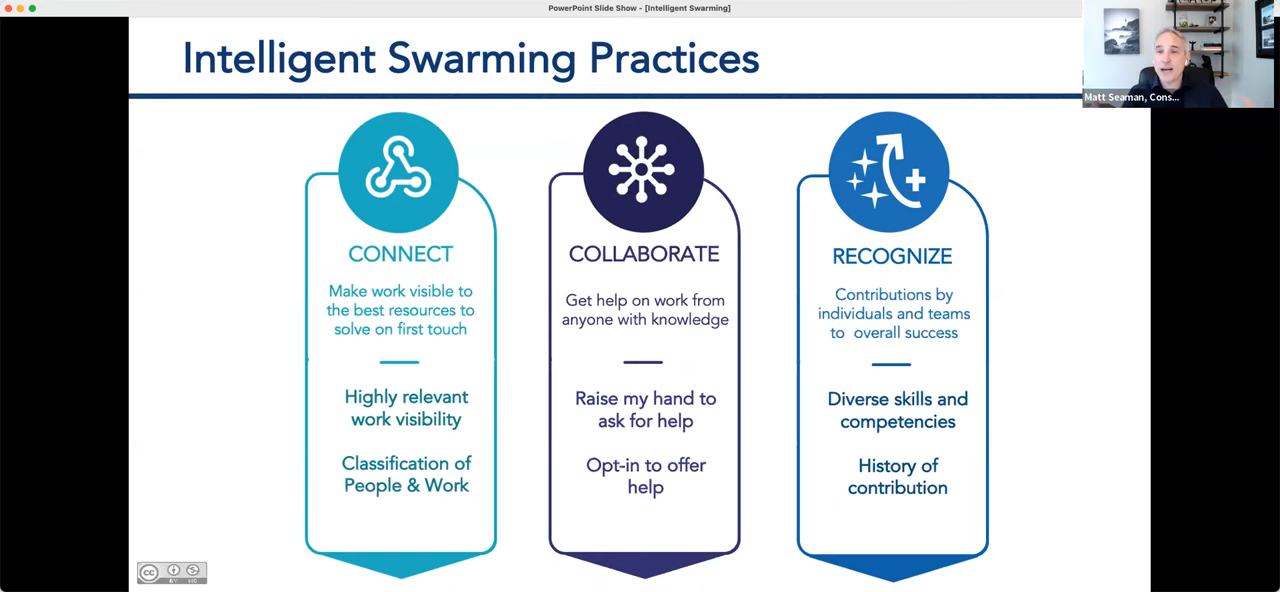 PowerPoint Slide Show - [Intelligent Swarming]
Intelligent Swarming Practices
Matt Seaman, Cons...
CONNECT
Make work visible to
the best resources to
solve on first touch
Highly relevant
work visibility
Classification of
People & Work
COLLABORATE
Get help on work from
anyone with knowledge
Raise my hand to
ask for help
Opt-in to offer
help
RECOGNIZE
Contributions by
individuals and teams
to overall success
Diverse skills and
competencies
History of
contribution
cc
BY NC